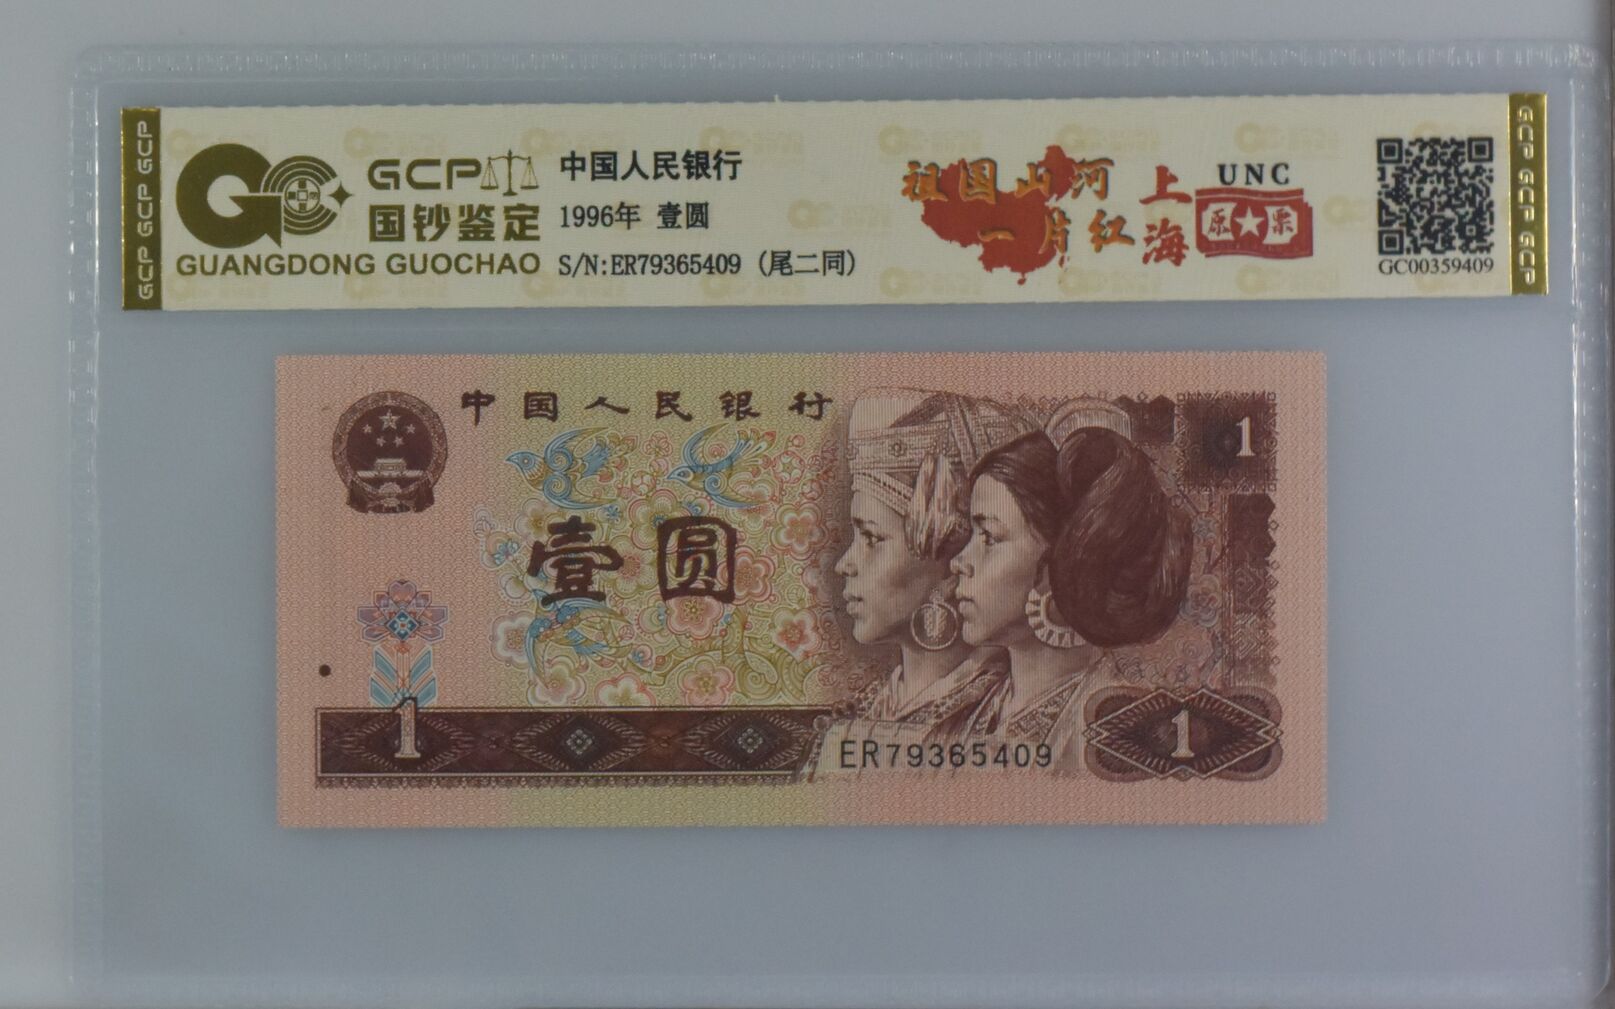 GCP GCP GCP
GCP
国钞鉴定
GUANGDONG GUOCHAO
中国人民银行
1996年 壹圆
S/N:ER79365409 (尾二同)
祖国山河
一片红
上海
UNC
原★票
GC00359409
GCP GCP GCP
中国人民银行
1
壹圆
1
ER79365409
1